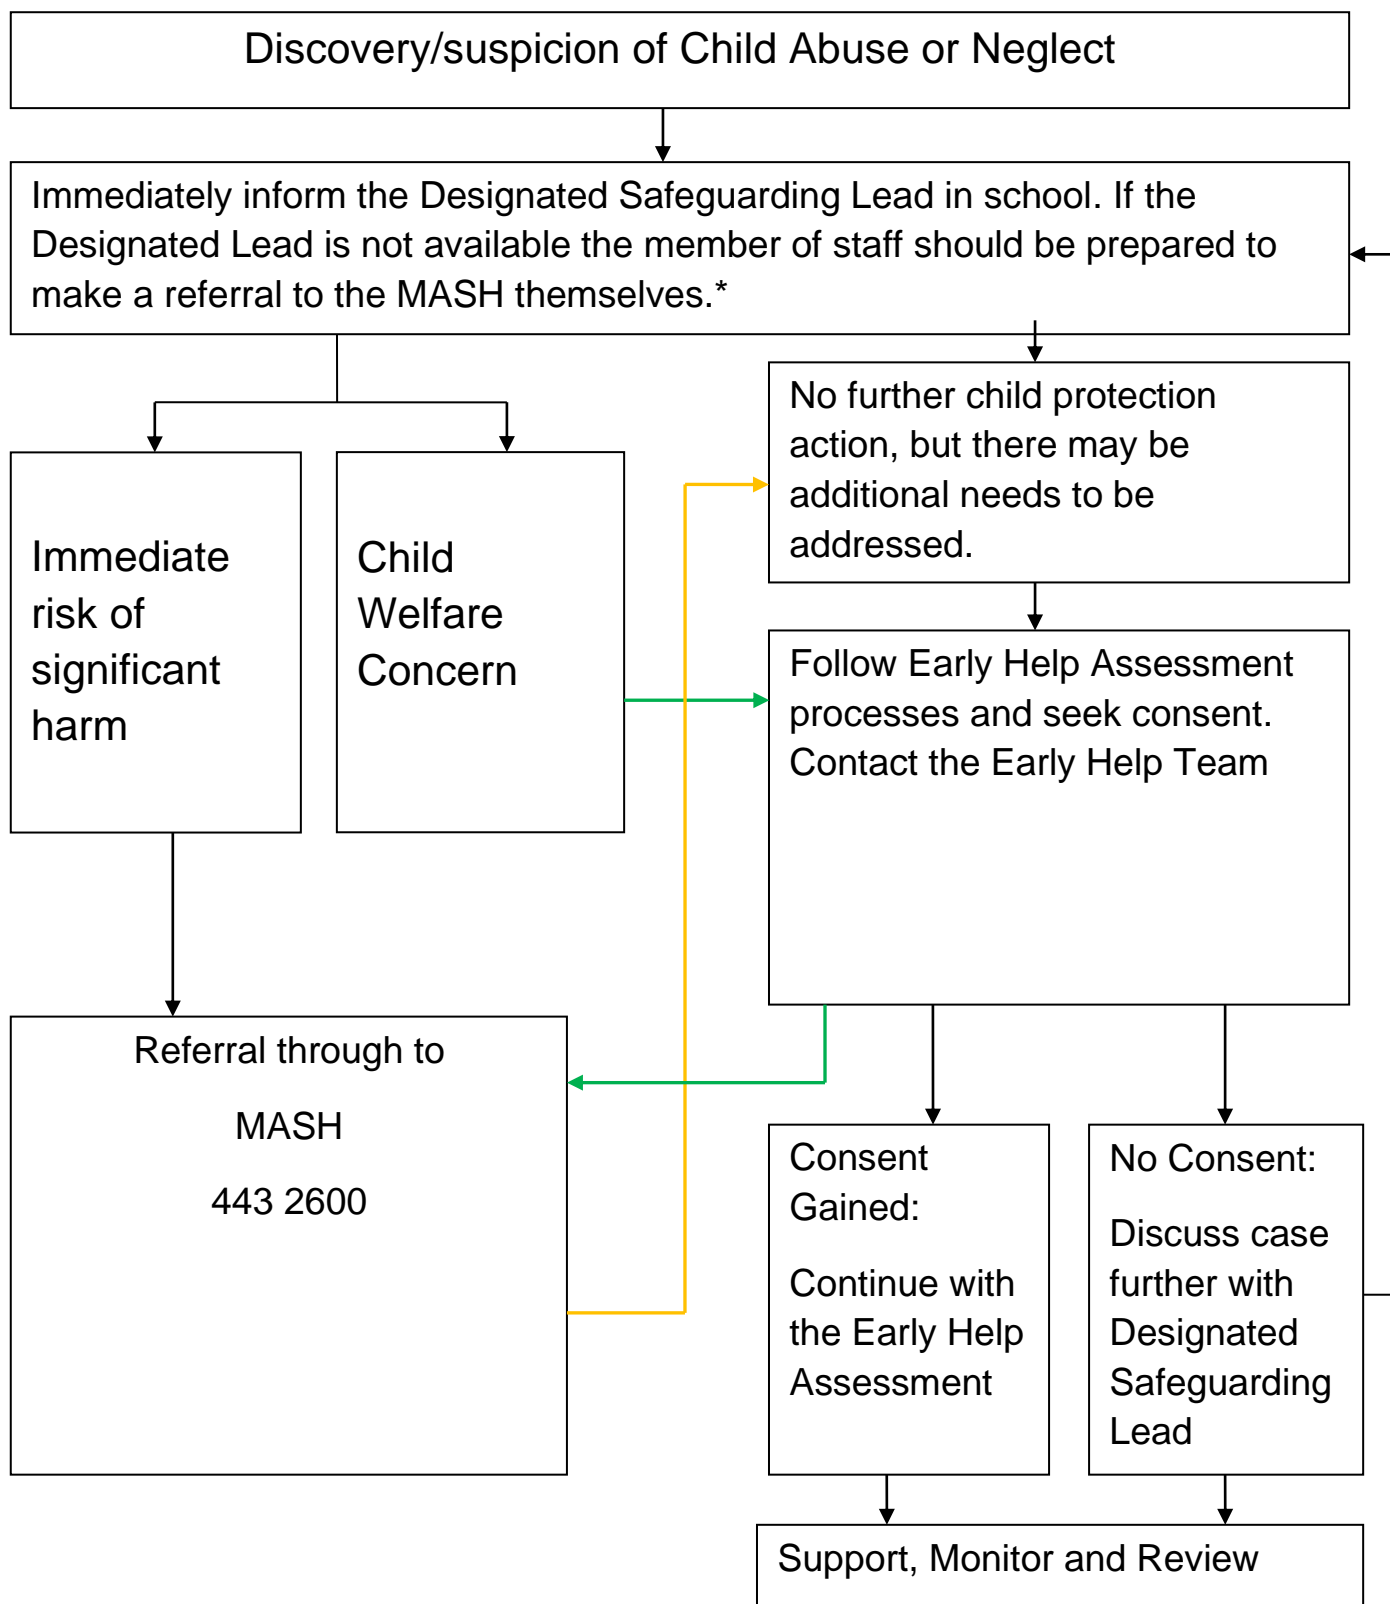 Discovery/suspicion of Child Abuse or Neglect
Immediately inform the Designated Safeguarding Lead in school. If the
Designated Lead is not available the member of staff should be prepared to
make a referral to the MASH themselves.*
No further child protection
action, but there may be
additional needs to be
addressed.
Immediate
risk of
significant
harm
Child
Welfare
Concern
Follow Early Help Assessment
processes and seek consent.
Contact the Early Help Team
Referral through to
MASH
443 2600
Consent
Gained:
Continue with
the Early Help
Assessment
No Consent:
Discuss case
further with
Designated
Safeguarding
Lead
Support, Monitor and Review